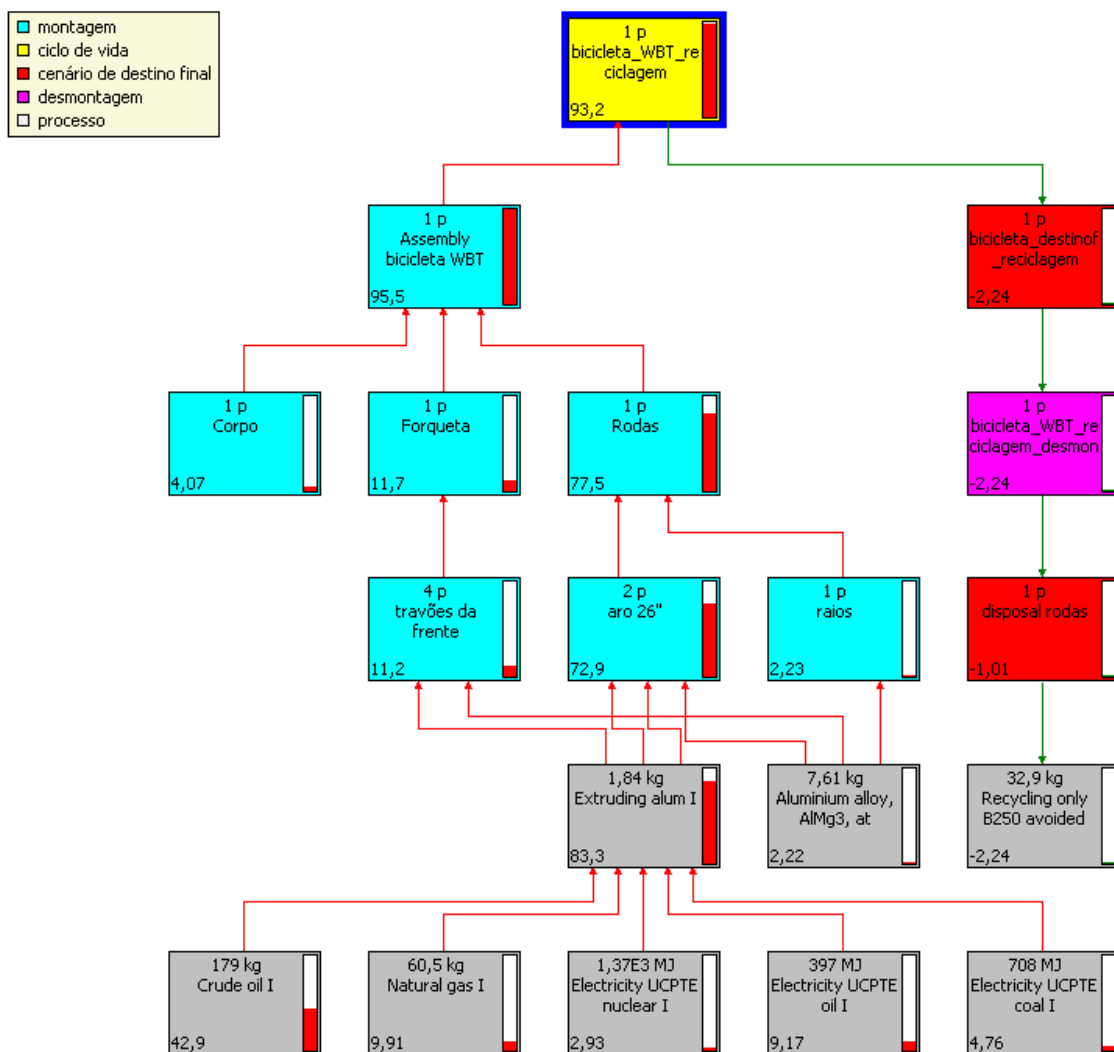 montagem
ciclo de vida
cenário de destino final
desmontagem
processo
1 p
bicicleta_WBT_re
ciclagem
93,2
1 p
Assembly
bicicleta WBT
95,5
1 p
bicicleta_destinof
_reciclagem
-2,24
1 p
Corpo
4,07
1 p
Forqueta
11,7
1 p
Rodas
77,5
1 p
bicicleta_WBT_re
ciclagem_desmon
-2,24
4 p
travões da
frente
11,2
2 p
aro 26"
72,9
1 p
raios
2,23
1 p
disposal rodas
-1,01
1,84 kg
Extruding alum I
83,3
7,61 kg
Aluminium alloy,
AlMg3, at
2,22
32,9 kg
Recycling only
B250 avoided
-2,24
179 kg
Crude oil I
42,9
60,5 kg
Natural gas I
9,91
1,37E3 MJ
Electricity UCPTE
nuclear I
2,93
397 MJ
Electricity UCPTE
oil I
9,17
708 MJ
Electricity UCPTE
coal I
4,76